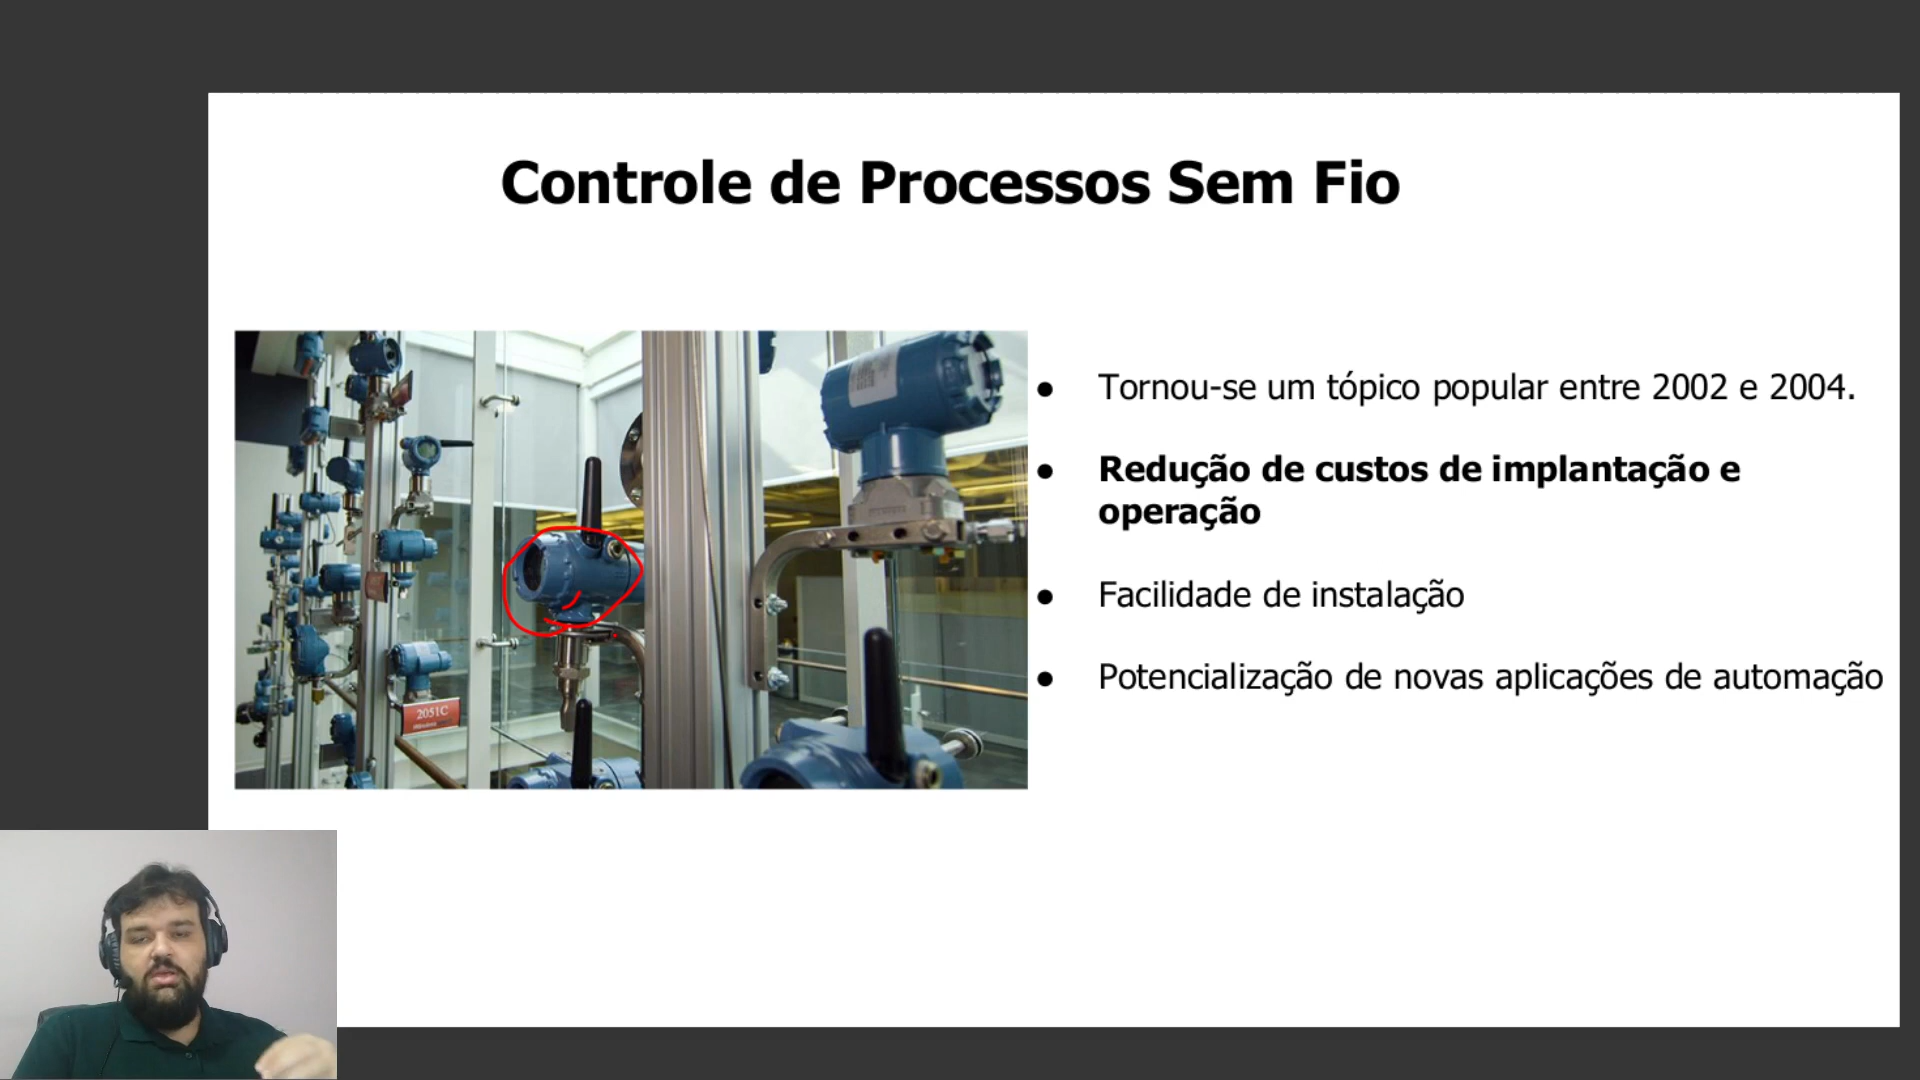 Controle de Processos Sem Fio
● Tornou-se um tópico popular entre 2002 e 2004.
● Redução de custos de implantação e
operação
● Facilidade de instalação
● Potencialização de novas aplicações de automação
2051C